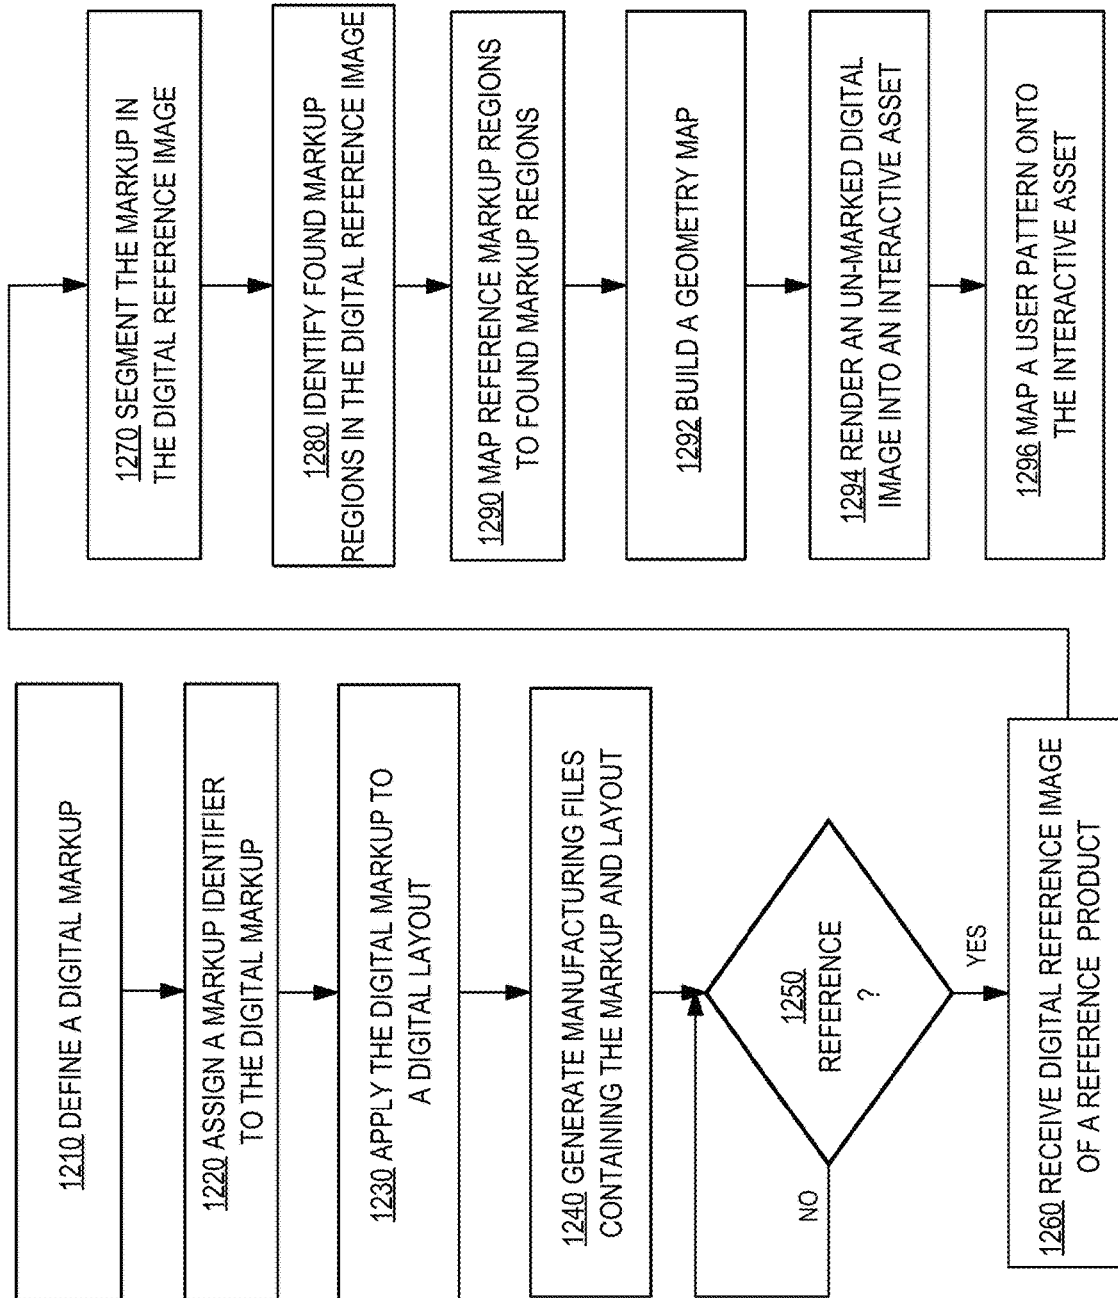 1210 DEFINE A DIGITAL MARKUP
1220 ASSIGN A MARKUP IDENTIFIER
TO THE DIGITAL MARKUP
1230 APPLY THE DIGITAL MARKUP TO
A DIGITAL LAYOUT
1240 GENERATE MANUFACTURING FILES
CONTAINING THE MARKUP AND LAYOUT
1250
REFERENCE
?
NO
YES
1260 RECEIVE DIGITAL REFERENCE IMAGE
OF A REFERENCE PRODUCT
1270 SEGMENT THE MARKUP IN
THE DIGITAL REFERENCE IMAGE
1280 IDENTIFY FOUND MARKUP
REGIONS IN THE DIGITAL REFERENCE IMAGE
1290 MAP REFERENCE MARKUP REGIONS
TO FOUND MARKUP REGIONS
1292 BUILD A GEOMETRY MAP
1294 RENDER AN UN-MARKED DIGITAL
IMAGE INTO AN INTERACTIVE ASSET
1296 MAP A USER PATTERN ONTO
THE INTERACTIVE ASSET